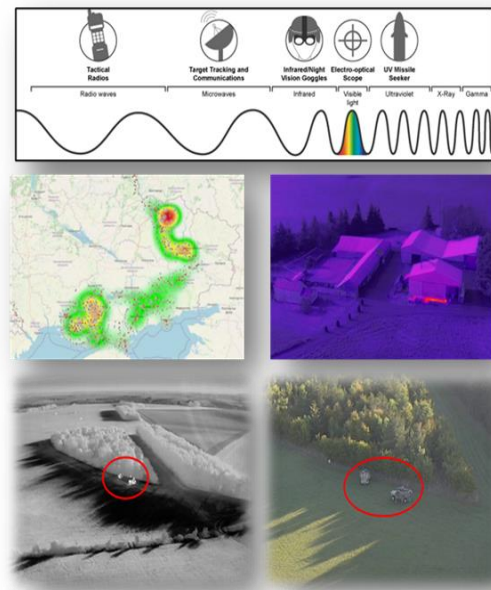 Tactical
Radios
Target Tracking and
Communications
Infrared/Night
Vision Goggles
Electro-optical
Scope
UV Missile
Seeker
Radio waves
Microwaves
Infrared
Visible
light
Ultraviolet
X-Ray
Gamma